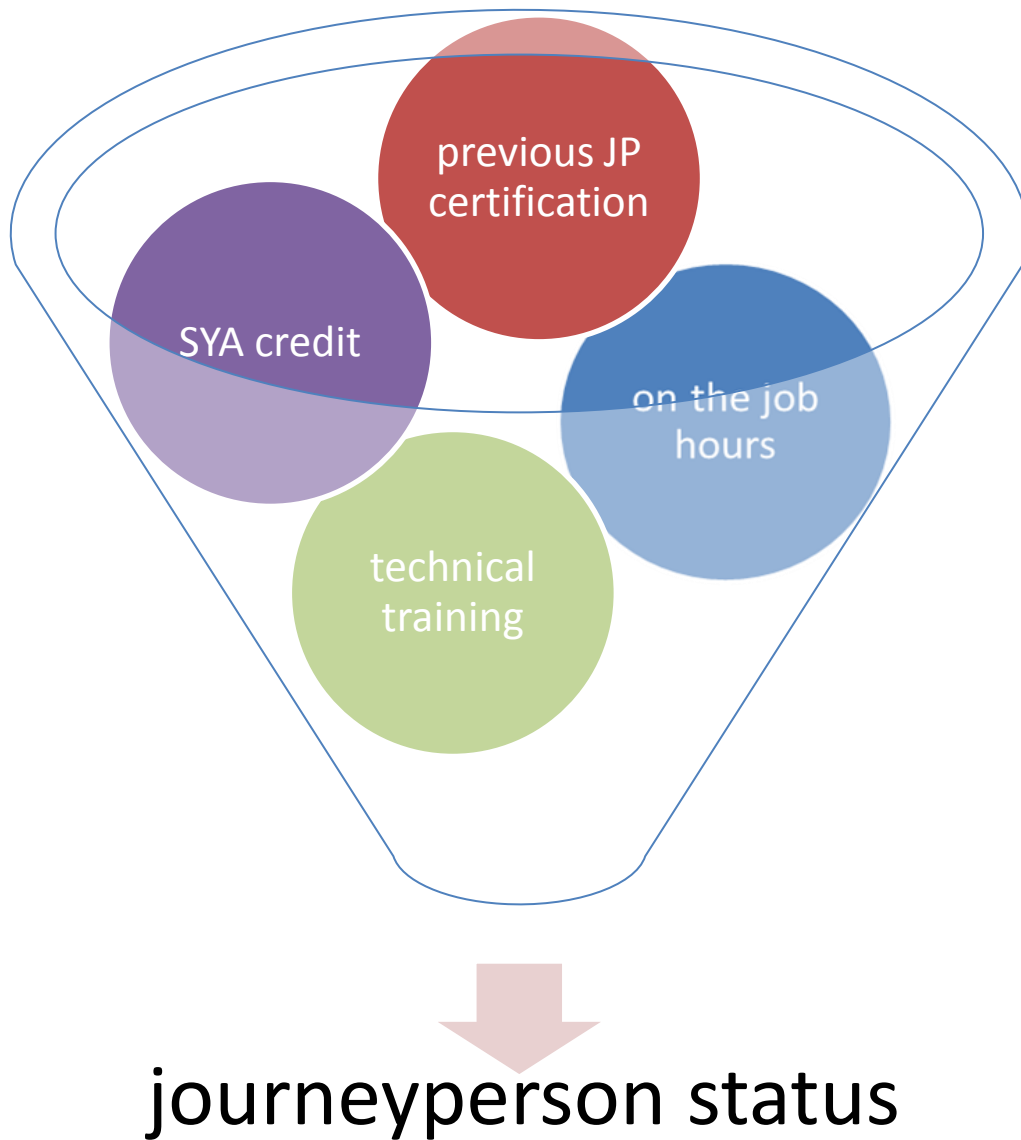 previous JP
certification
SYA credit
on the job
hours
technical
training
journeyperson status